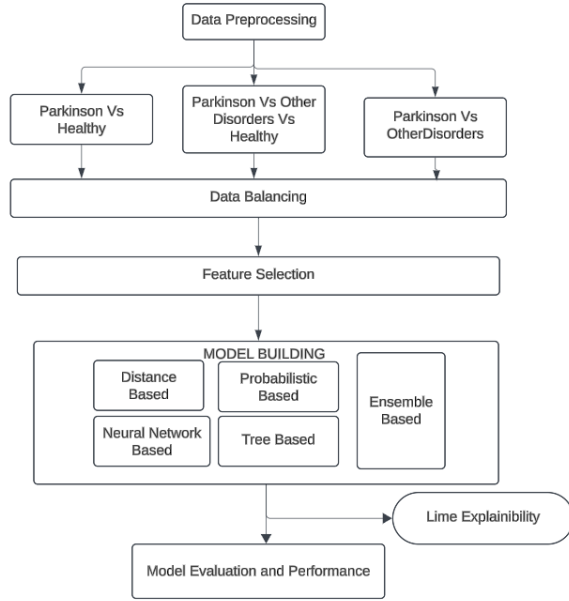 Data Preprocessing
Parkinson Vs
Healthy
Parkinson Vs Other
Disorders Vs
Healthy
Parkinson Vs
OtherDisorders
Data Balancing
Feature Selection
MODEL BUILDING
Distance
Based
Probabilistic
Based
Ensemble
Based
Neural Network
Based
Tree Based
Lime Explainibility
Model Evaluation and Performance